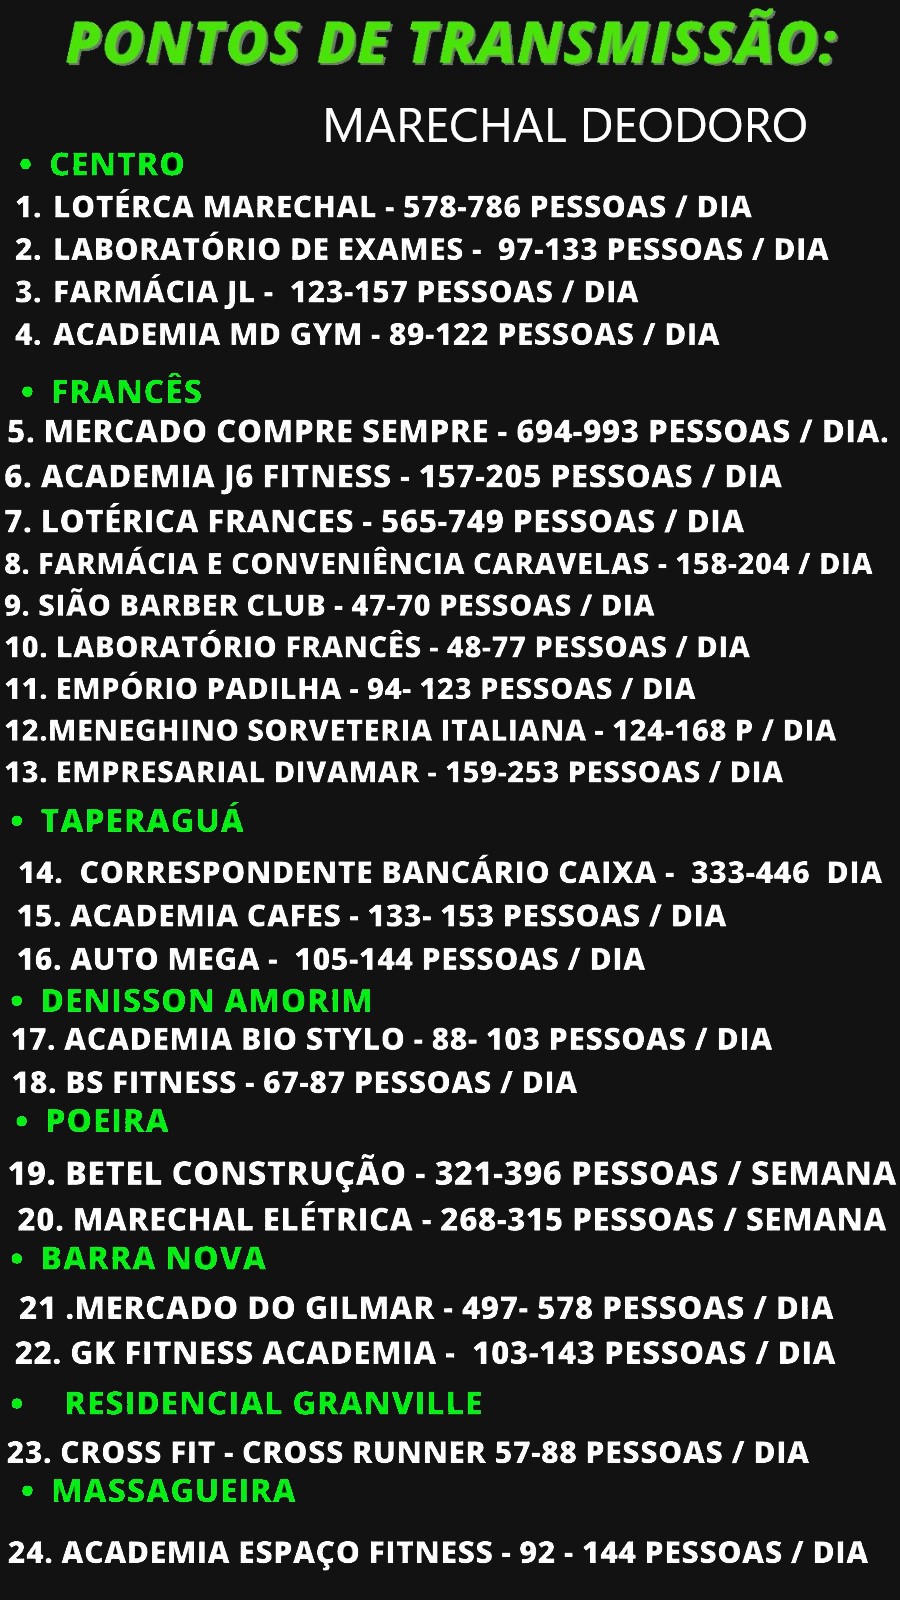 PONTOS DE TRANSMISSÃO:
MARECHAL DEODORO
• CENTRO
1. LOTÉRCA MARECHAL - 578-786 PESSOAS / DIA
2. LABORATÓRIO DE EXAMES - 97-133 PESSOAS / DIA
3. FARMÁCIA JL - 123-157 PESSOAS / DIA
4. ACADEMIA MD GYM - 89-122 PESSOAS / DIA
• FRANCÊS
5. MERCADO COMPRE SEMPRE - 694-993 PESSOAS / DIA.
6. ACADEMIA J6 FITNESS - 157-205 PESSOAS / DIA
7. LOTÉRICA FRANCES - 565-749 PESSOAS / DIA
8. FARMÁCIA E CONVENIÊNCIA CARAVELAS - 158-204 / DIA
9. SIÃO BARBER CLUB - 47-70 PESSOAS / DIA
10. LABORATÓRIO FRANCÊS - 48-77 PESSOAS / DIA
11. EMPÓRIO PADILHA - 94- 123 PESSOAS / DIA
12.MENEGHINO SORVETERIA ITALIANA - 124-168 P / DIA
13. EMPRESARIAL DIVAMAR - 159-253 PESSOAS / DIA
• TAPERAGUÁ
14. CORRESPONDENTE BANCÁRIO CAIXA - 333-446 DIA
15. ACADEMIA CAFES - 133- 153 PESSOAS / DIA
16. AUTO MEGA - 105-144 PESSOAS / DIA
• DENISSON AMORIM
17. ACADEMIA BIO STYLO - 88- 103 PESSOAS / DIA
18. BS FITNESS - 67-87 PESSOAS / DIA
• POEIRA
19. BETEL CONSTRUÇÃO - 321-396 PESSOAS / SEMANA
20. MARECHAL ELÉTRICA - 268-315 PESSOAS / SEMANA
• BARRA NOVA
21 .MERCADO DO GILMAR - 497- 578 PESSOAS / DIA
22. GK FITNESS ACADEMIA - 103-143 PESSOAS / DIA
• RESIDENCIAL GRANVILLE
23. CROSS FIT - CROSS RUNNER 57-88 PESSOAS / DIA
• MASSAGUEIRA
24. ACADEMIA ESPAÇO FITNESS - 92 - 144 PESSOAS / DIA